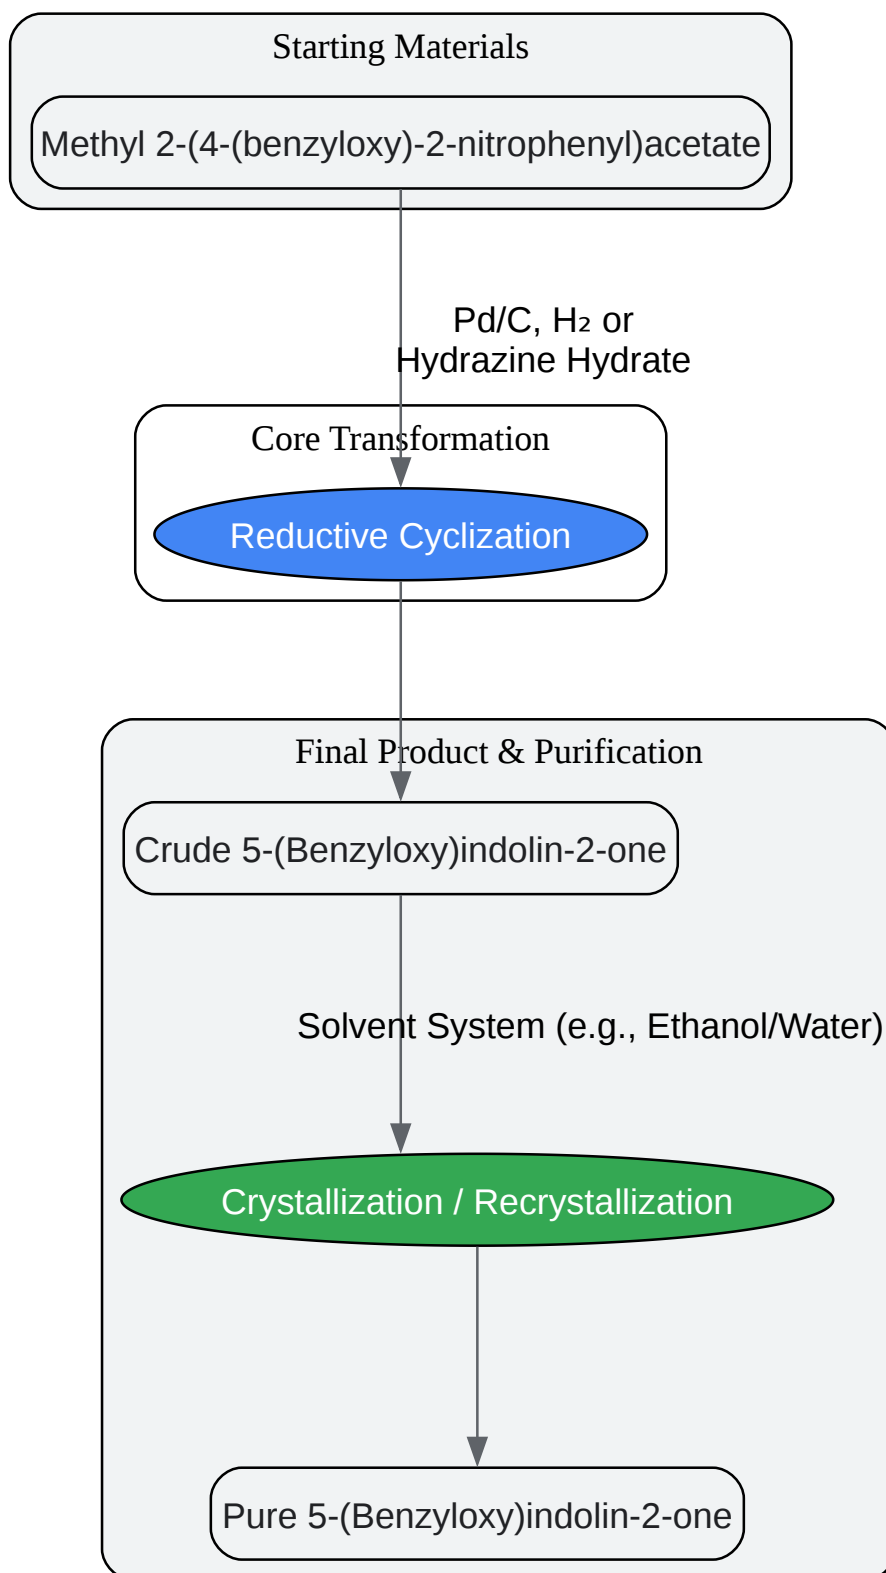 Starting Materials
Methyl 2-(4-(benzyloxy)-2-nitrophenyl)acetate
Pd/C, H₂ or
Hydrazine Hydrate
Core Transformation
Reductive Cyclization
Final Product & Purification
Crude 5-(Benzyloxy)indolin-2-one
Solvent System (e.g., Ethanol/Water)
Crystallization / Recrystallization
Pure 5-(Benzyloxy)indolin-2-one